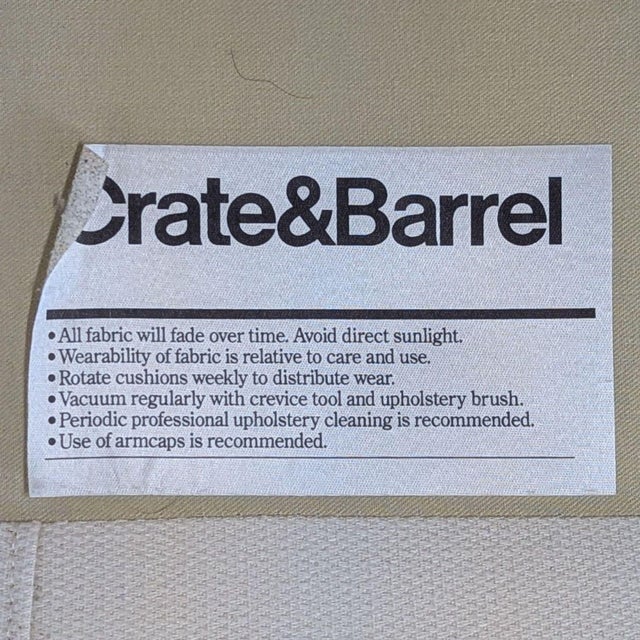 Crate&Barrel
• All fabric will fade over time. Avoid direct sunlight.
• Wearability of fabric is relative to care and use.
• Rotate cushions weekly to distribute wear.
• Vacuum regularly with crevice tool and upholstery brush.
• Periodic professional upholstery cleaning is recommended.
• Use of armcaps is recommended.